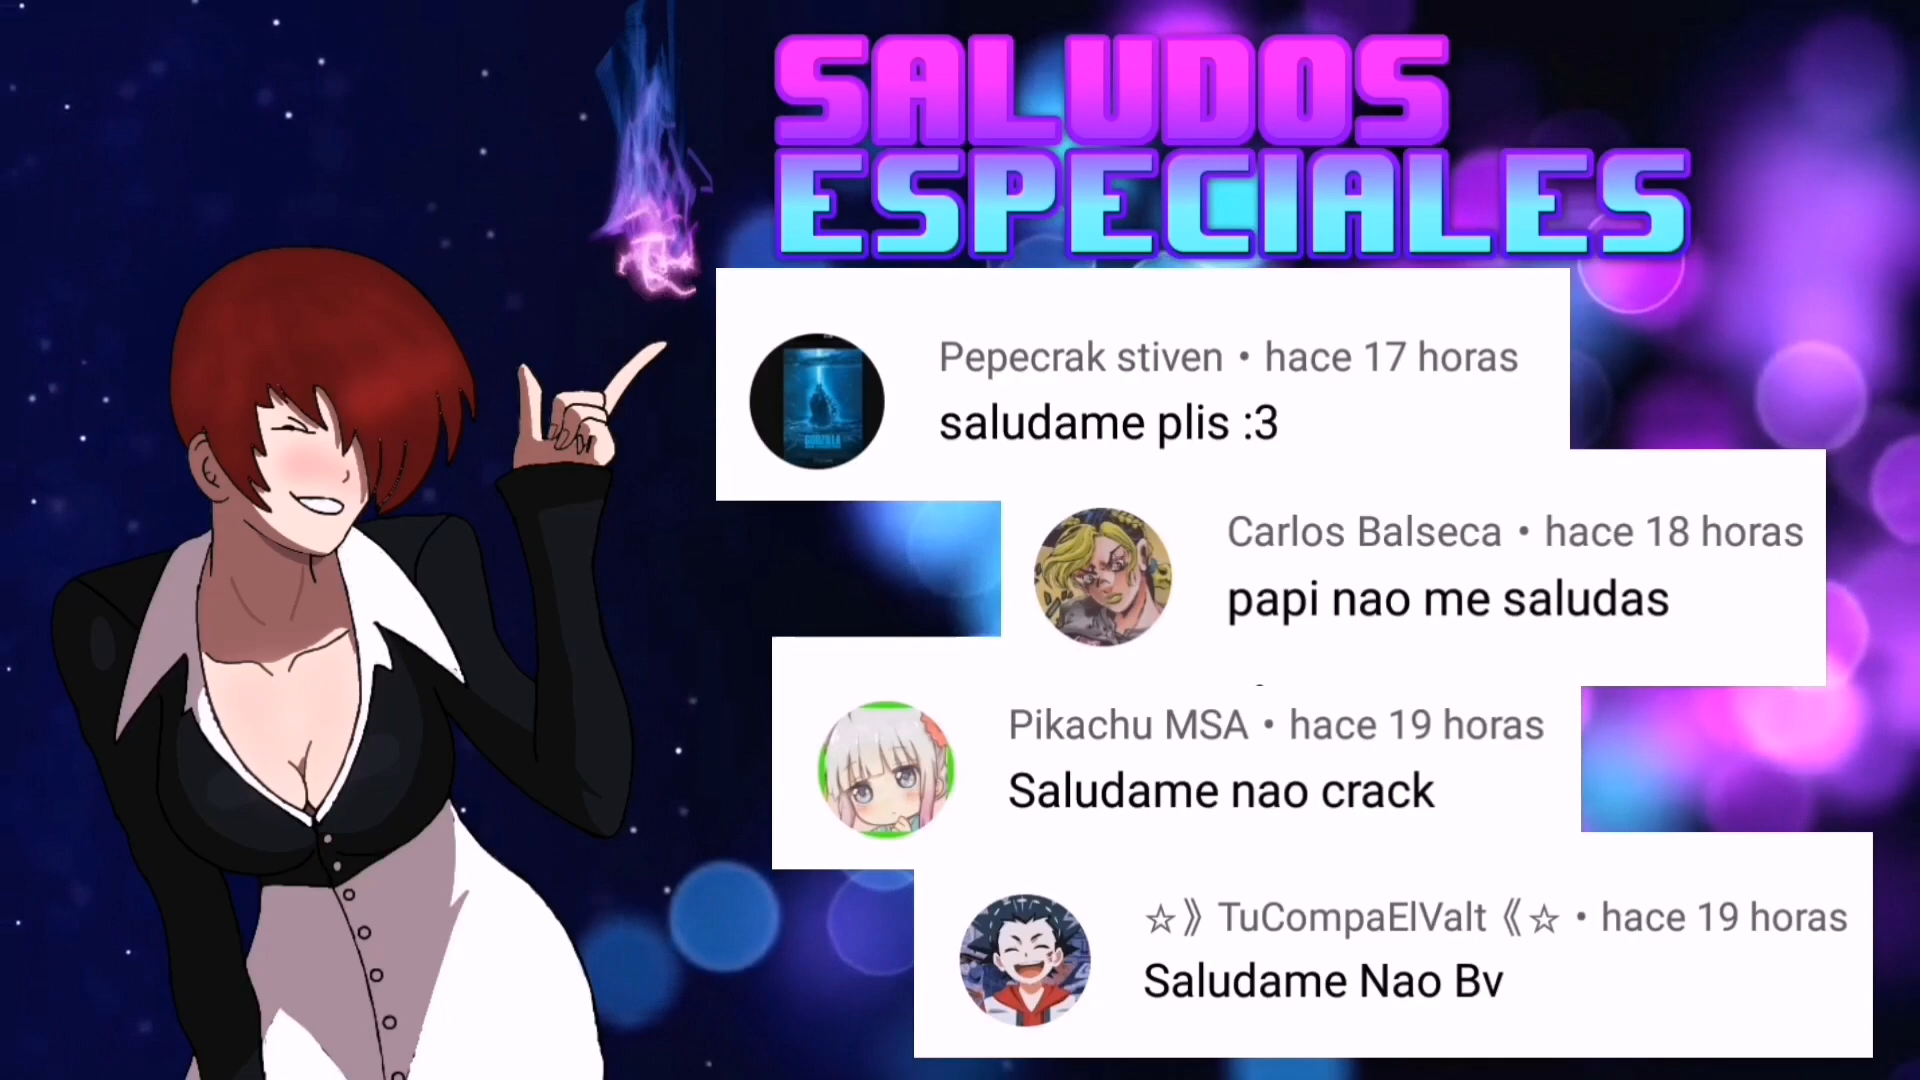 SALUDOS
ESPECIALES
Pepecrak stiven • hace 17 horas
saludame plis :3
GODZILLA
Carlos Balseca • hace 18 horas
papi nao me saludas
Pikachu MSA • hace 19 horas
Saludame nao crack
☆》 TuCompaElValt 《☆ • hace 19 horas
Saludame Nao Bv